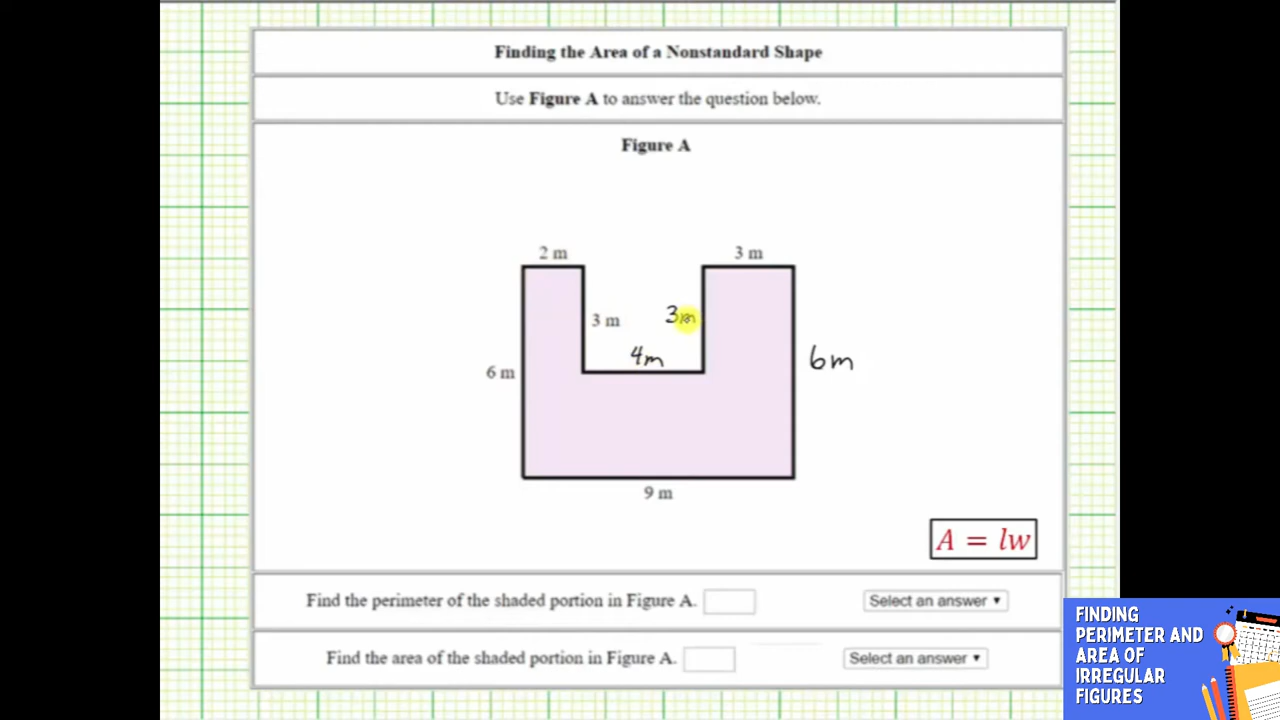 Finding the Area of a Nonstandard Shape
Use Figure A to answer the question below.
Figure A
2 m
3 m
3 m
3m
4m
6 m
6m
9 m
A = lw
Find the perimeter of the shaded portion in Figure A.
Select an answer
Find the area of the shaded portion in Figure A.
Select an answer
FINDING
PERIMETER AND
AREA OF
IRREGULAR
FIGURES